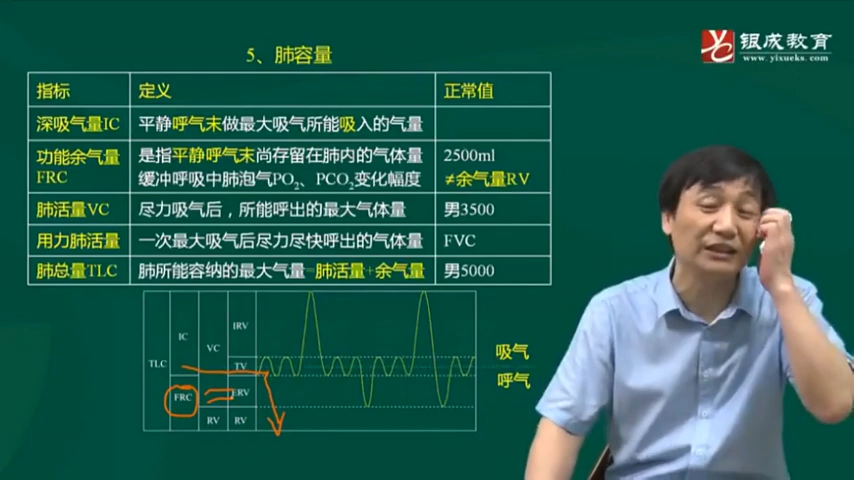 银成教育
www.yixueks.com
5、肺容量
指标 定义 正常值
深吸气量IC 平静呼气末做最大吸气所能吸入的气量
功能余气量 是指平静呼气末尚存留在肺内的气体量 2500ml
FRC 缓冲呼吸中肺泡气PO2、PCO2变化幅度 ≠余气量RV
肺活量VC 尽力吸气后，所能呼出的最大气体量 男3500
用力肺活量 一次最大吸气后尽力尽快呼出的气体量 FVC
肺总量TLC 肺所能容纳的最大气量 肺活量+余气量 男5000
IRV
IC
VC
吸气
TLC TV
呼气
FRC ERV
RV RV